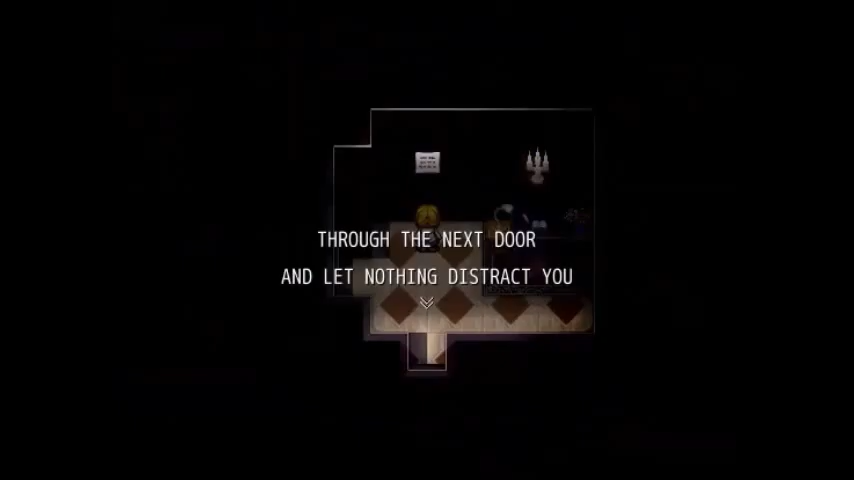 THROUGH THE NEXT DOOR
AND LET NOTHING DISTRACT YOU